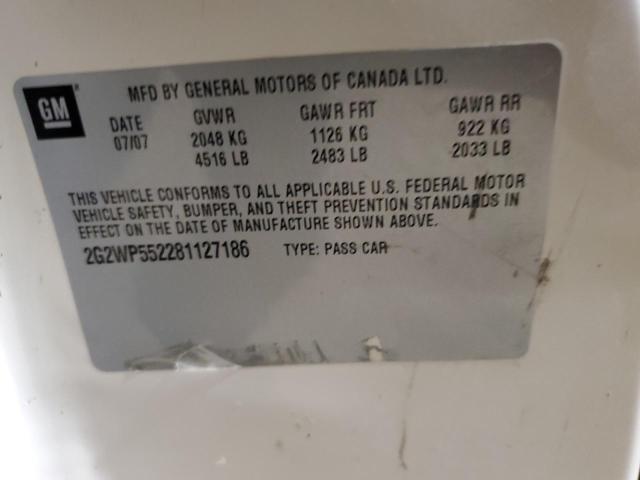 MFD BY GENERAL MOTORS OF CANADA LTD.
GM
DATE GVWR GAWR FRT GAWR RR
07/07 2048 KG 1126 KG 922 KG
4516 LB 2483 LB 2033 LB
THIS VEHICLE CONFORMS TO ALL APPLICABLE U.S. FEDERAL MOTOR
VEHICLE SAFETY, BUMPER, AND THEFT PREVENTION STANDARDS IN
EFFECT ON THE DATE OF MANUFACTURE SHOWN ABOVE.
2G2WP552281127186 TYPE: PASS CAR